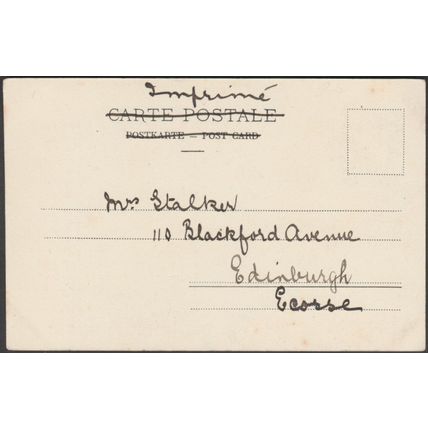 Imprimé
CARTE POSTALE
POSTKARTE — POST CARD
Mrs Stalker
110 Blackford Avenue
Edinburgh
Ecosse